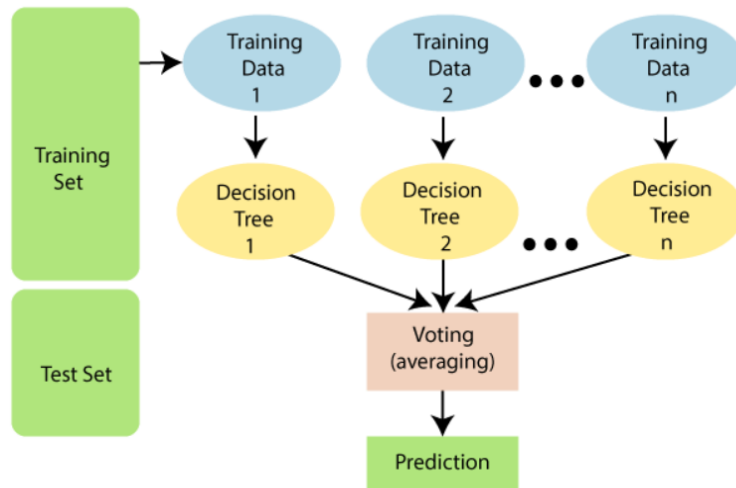 Training
Set
Test Set
Training
Data
1
Training
Data
2
Training
Data
n
Decision
Tree
1
Decision
Tree
2
Decision
Tree
n
Voting
(averaging)
Prediction